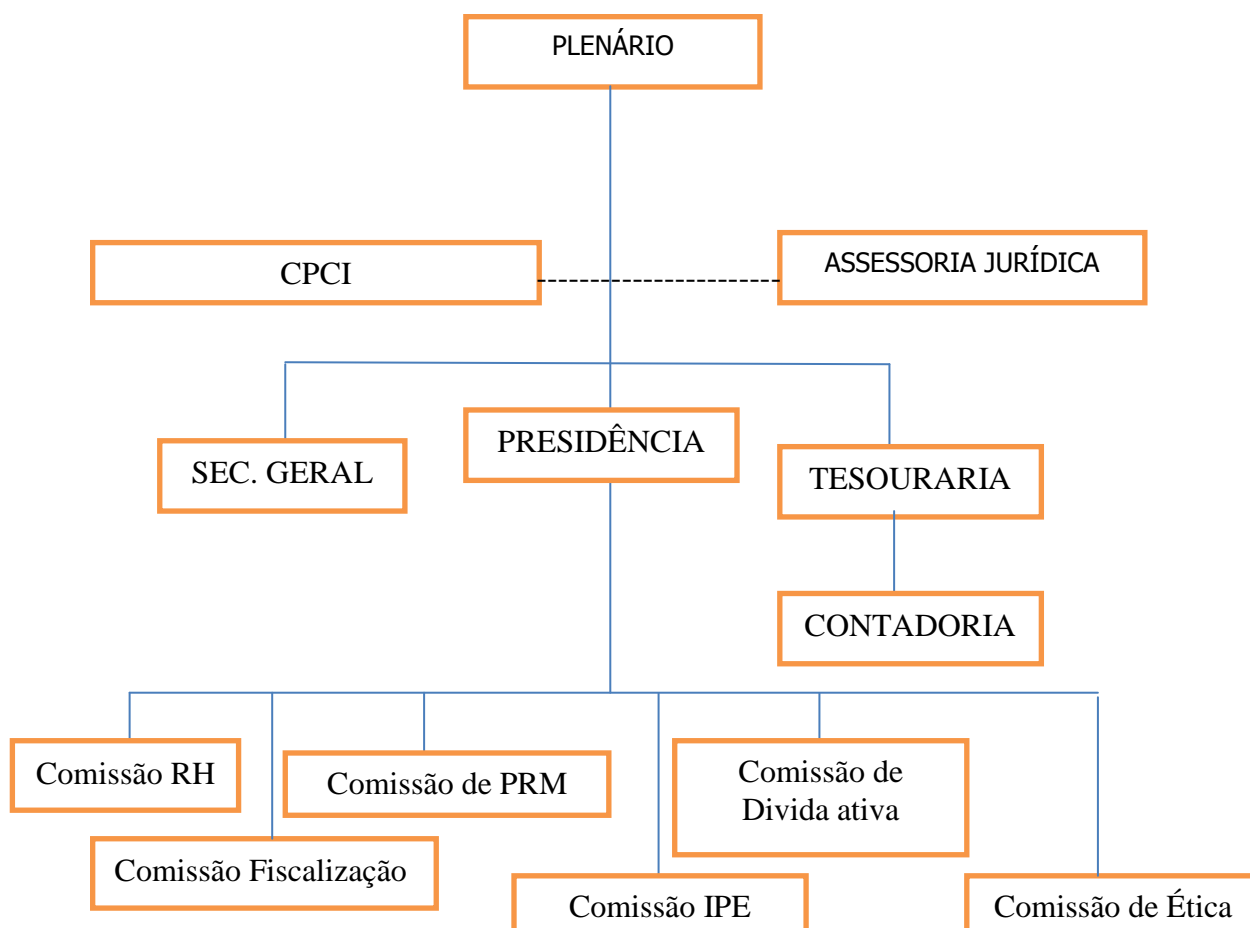 PLENÁRIO
CPCI
ASSESSORIA JURÍDICA
SEC. GERAL
PRESIDÊNCIA
TESOURARIA
CONTADORIA
Comissão RH
Comissão de PRM
Comissão de
Divida ativa
Comissão Fiscalização
Comissão IPE
Comissão de Ética